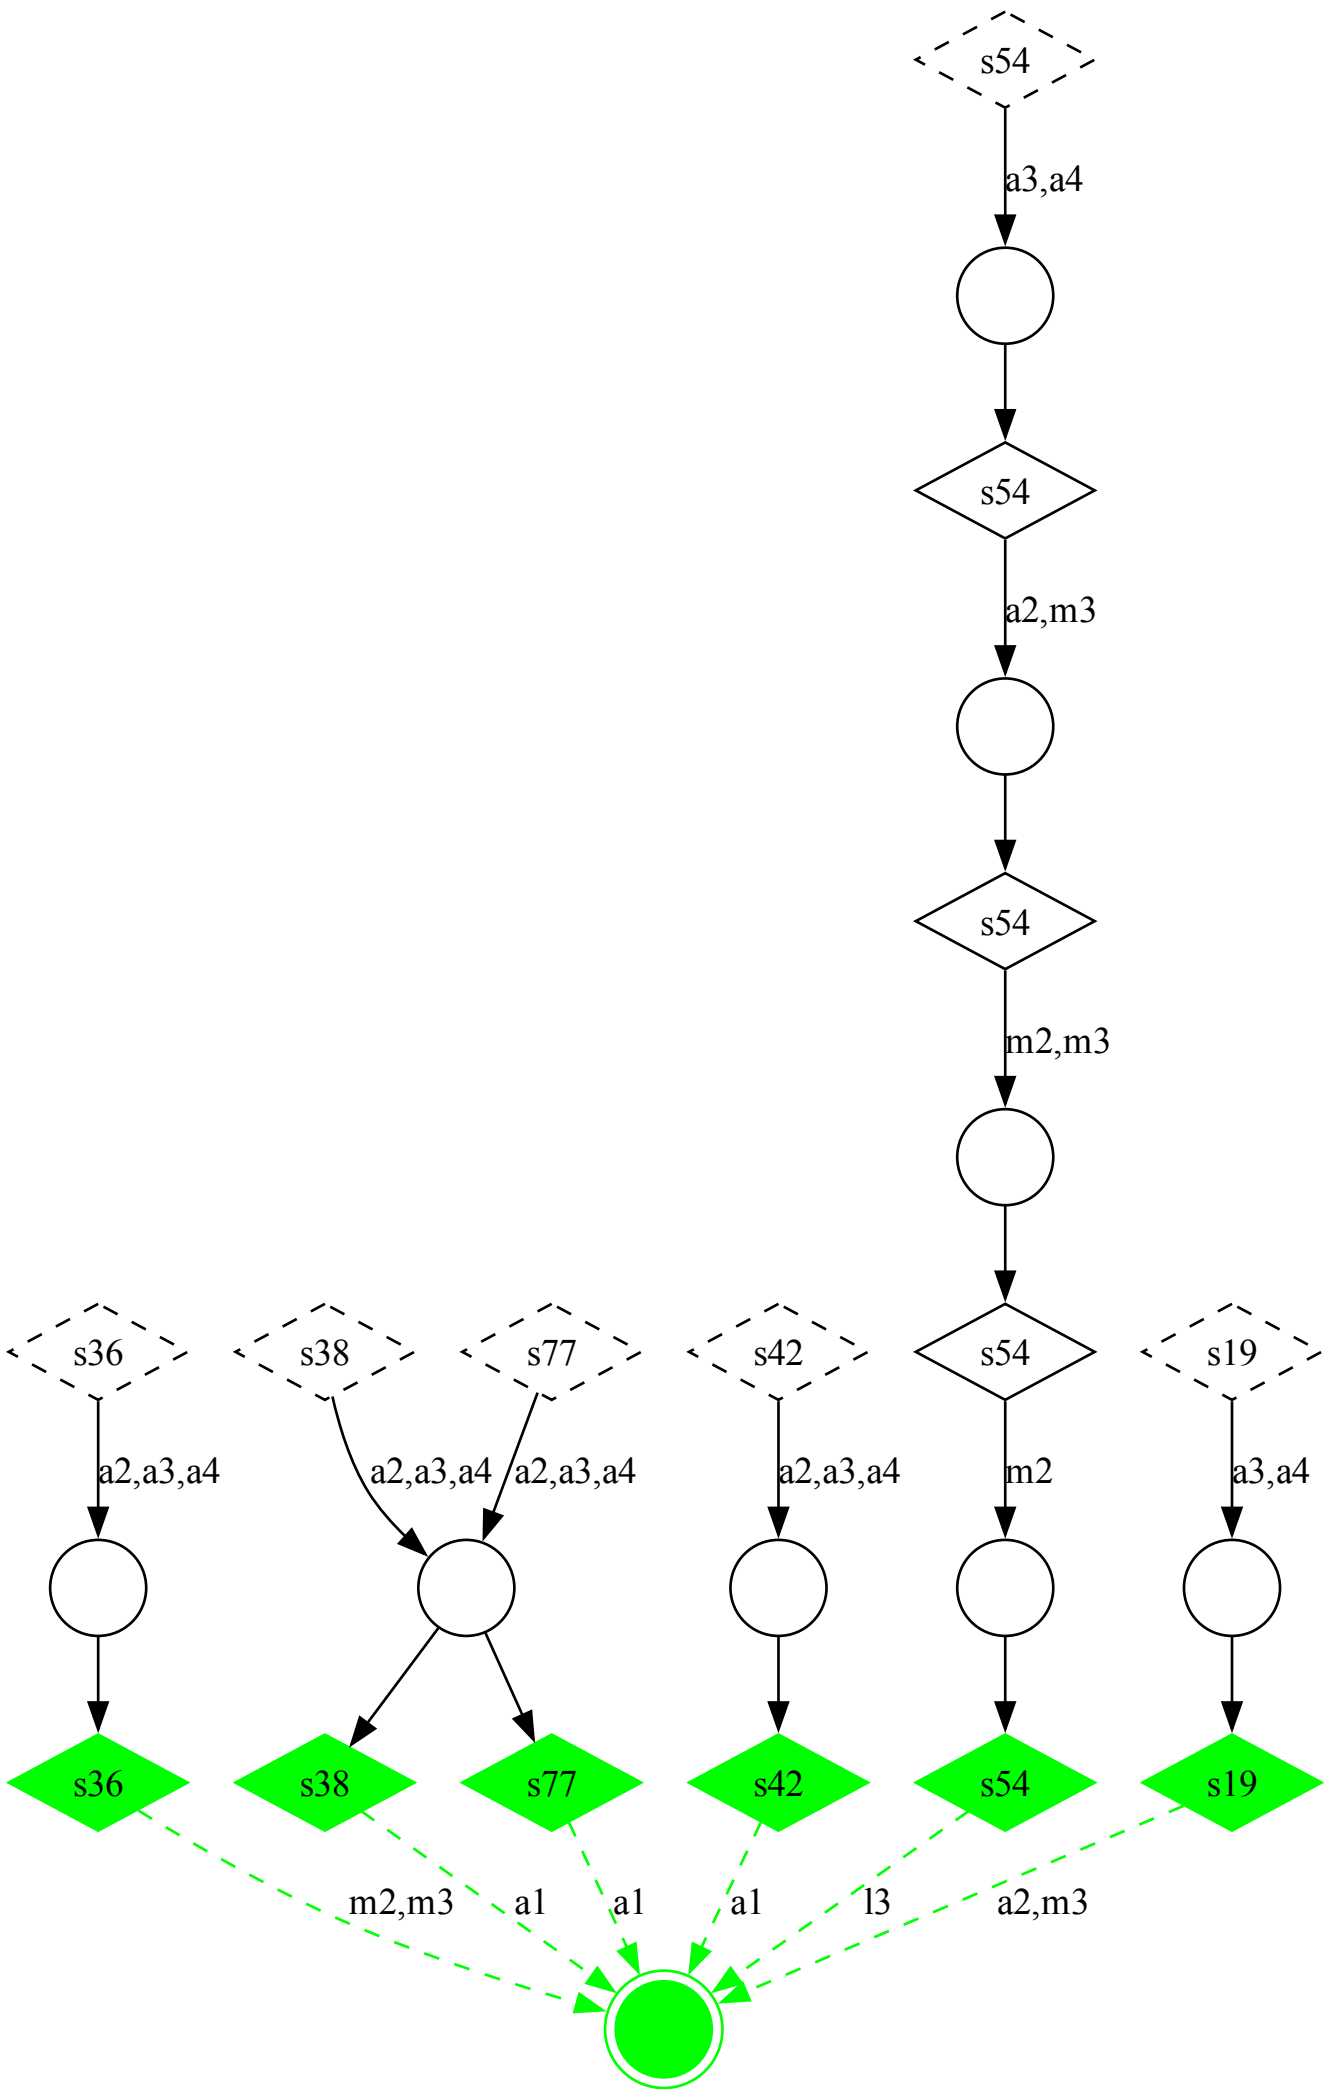 s54
a3,a4
s54
a2,m3
s54
m2,m3
s36 s38 s77 s42 s54 s19
a2,a3,a4 a2,a3,a4 a2,a3,a4 a2,a3,a4 m2 a3,a4
s36 s38 s77 s42 s54 s19
m2,m3 a1 a1 a1 l3 a2,m3